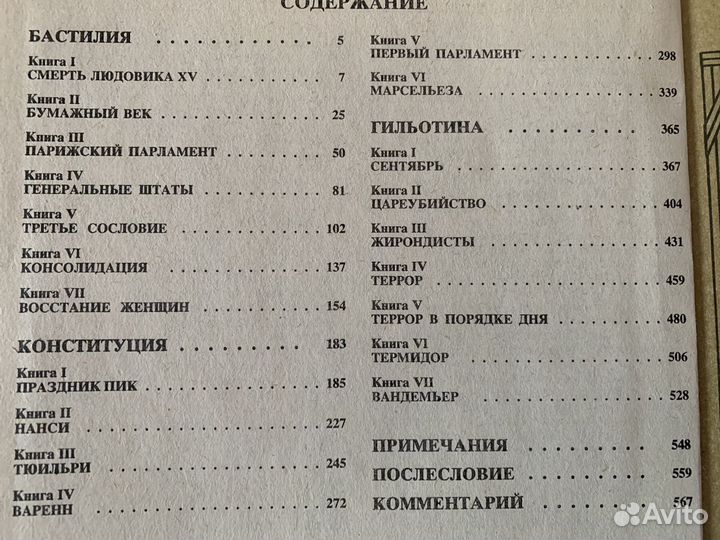 СОДЕРЖАНИЕ
БАСТИЛИЯ . . . . . . . . . . . . 5
Книга I
СМЕРТЬ ЛЮДОВИКА XV . . . . . . . . . 7
Книга II
БУМАЖНЫЙ ВЕК . . . . . . . . . . . . 25
Книга III
ПАРИЖСКИЙ ПАРЛАМЕНТ . . . . . . . . 50
Книга IV
ГЕНЕРАЛЬНЫЕ ШТАТЫ . . . . . . . . . 81
Книга V
ТРЕТЬЕ СОСЛОВИЕ . . . . . . . . . . 102
Книга VI
КОНСОЛИДАЦИЯ . . . . . . . . . . . 137
Книга VII
ВОССТАНИЕ ЖЕНЩИН . . . . . . . . . 154
КОНСТИТУЦИЯ . . . . . . . . . 183
Книга I
ПРАЗДНИК ПИК . . . . . . . . . . . 185
Книга II
НАНСИ . . . . . . . . . . . . . . 227
Книга III
ТЮИЛЬРИ . . . . . . . . . . . . . 245
Книга IV
ВАРЕНН . . . . . . . . . . . . . . 272
Книга V
ПЕРВЫЙ ПАРЛАМЕНТ . . . . . . . . . 298
Книга VI
МАРСЕЛЬЕЗА . . . . . . . . . . . . 339
ГИЛЬОТИНА . . . . . . . . . 365
Книга I
СЕНТЯБРЬ . . . . . . . . . . . . . 367
Книга II
ЦАРЕУБИЙСТВО . . . . . . . . . . . 404
Книга III
ЖИРОНДИСТЫ . . . . . . . . . . . . 431
Книга IV
ТЕРРОР . . . . . . . . . . . . . . 459
Книга V
ТЕРРОР В ПОРЯДКЕ ДНЯ . . . . . . . 480
Книга VI
ТЕРМИДОР . . . . . . . . . . . . . 506
Книга VII
ВАНДЕМЬЕР . . . . . . . . . . . . 528
ПРИМЕЧАНИЯ . . . . . . . . 548
ПОСЛЕСЛОВИЕ . . . . . . . . 559
КОММЕНТАРИЙ . . . . . . . . 567
Avito